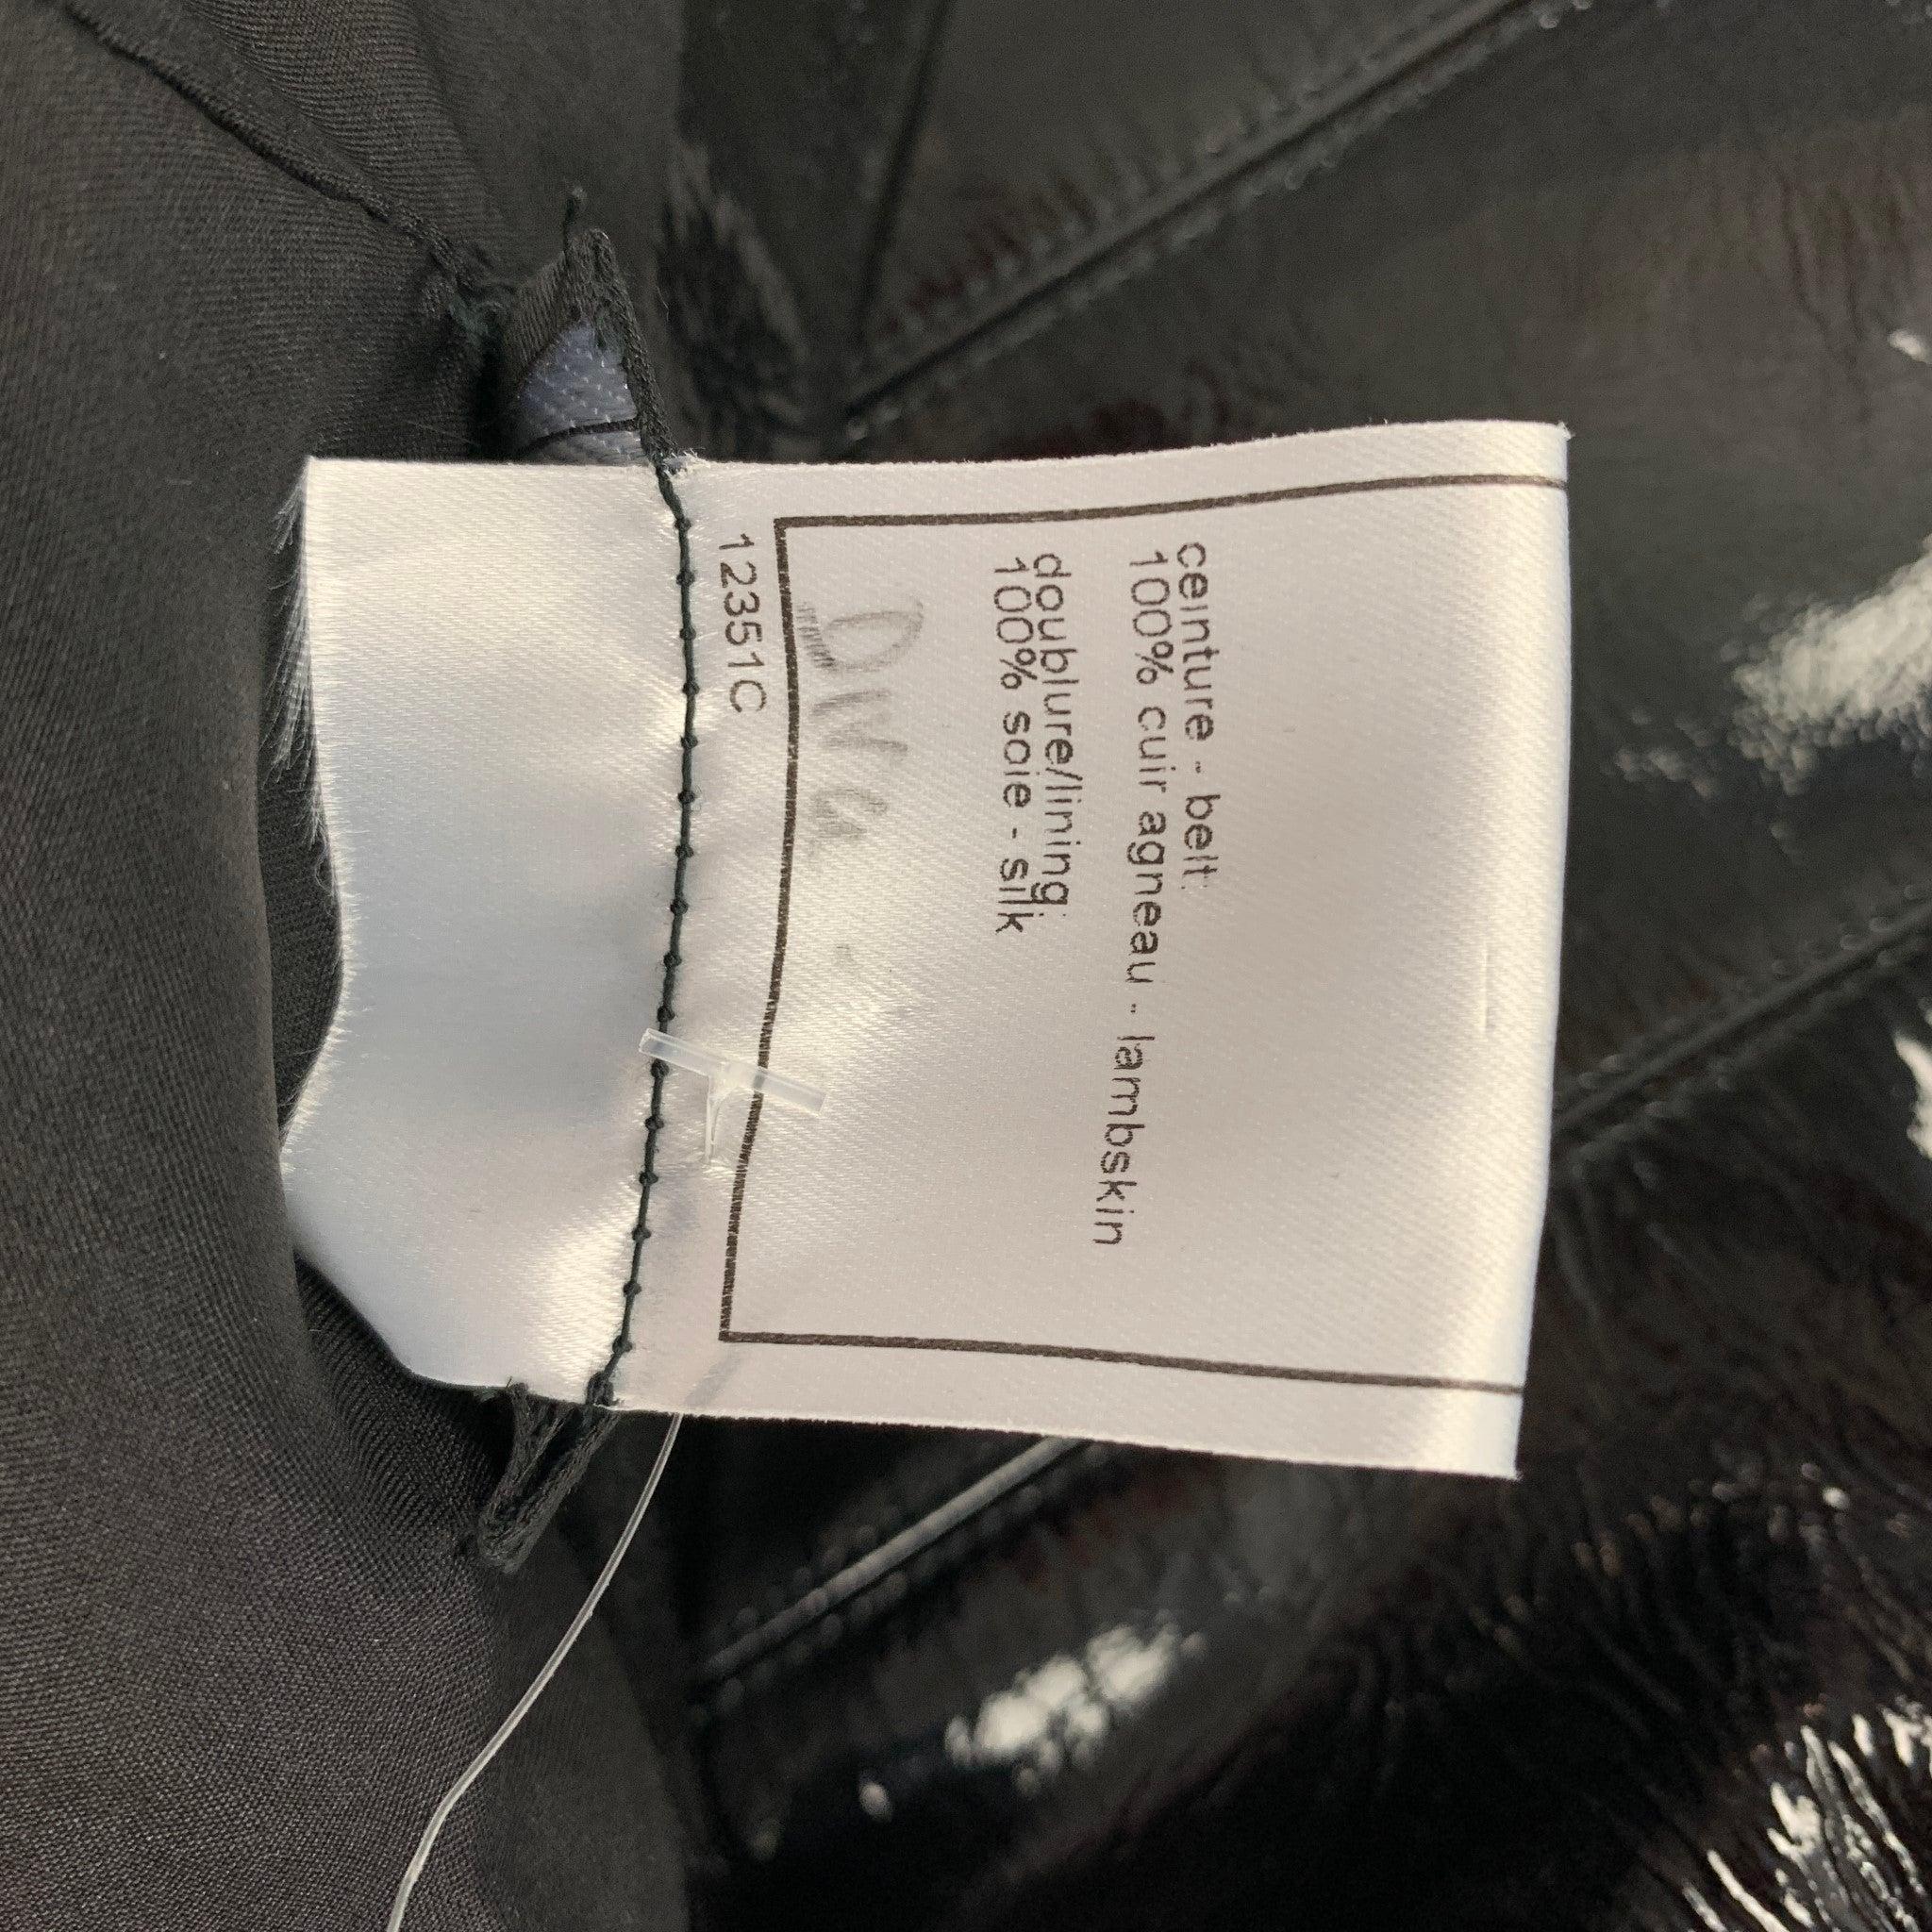 ceinture - belt:
100% cuir agneau - lambskin
doublure/lining:
100% soie - silk
12351C